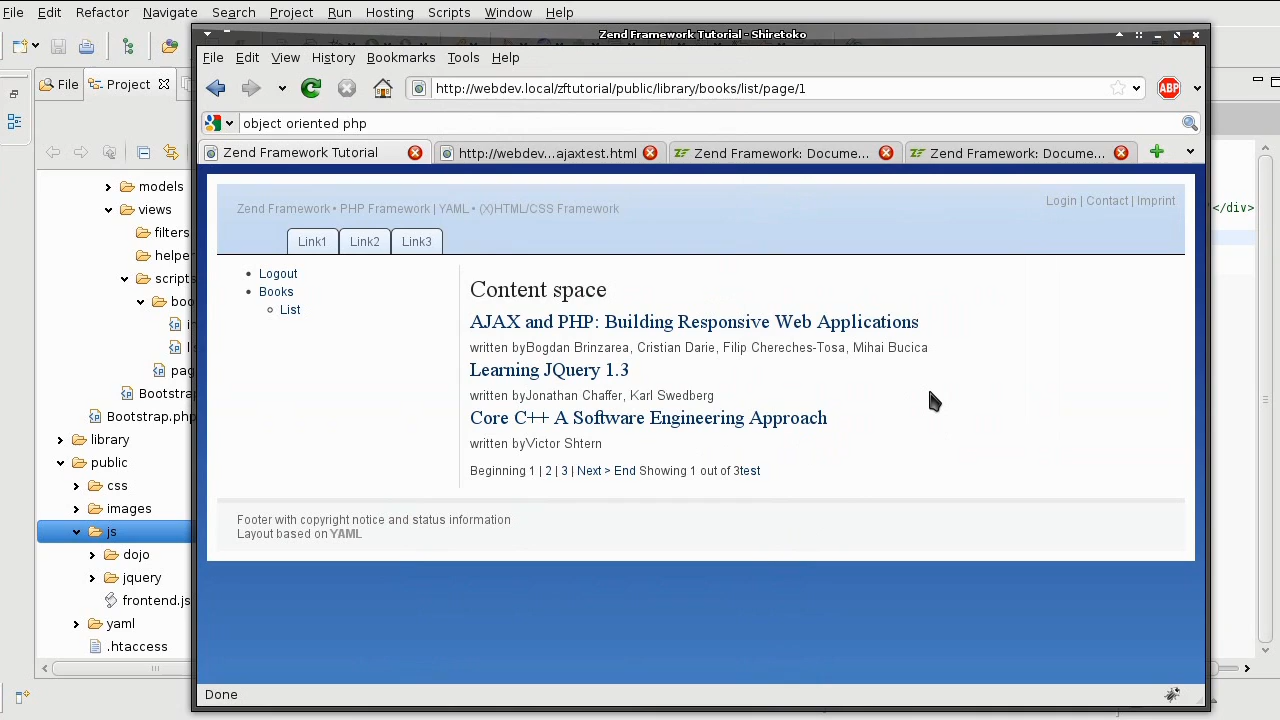 File Edit Refactor Navigate Search Project Run Hosting Scripts Window Help
Zend Framework Tutorial - Shiretoko
File Edit View History Bookmarks Tools Help
http://webdev.local/zftutorial/public/library/books/list/page/1
ABP
object oriented php
Zend Framework Tutorial
http://webdev...ajaxtest.html
Zend Framework: Docume...
Zend Framework: Docume...
File
Project
models
views
filters
helpe
scripts
boo
i
l
pag
Bootstra
Bootstrap.php
library
public
css
images
js
dojo
jquery
frontend.js
yaml
.htaccess
Zend Framework • PHP Framework | YAML • (X)HTML/CSS Framework
Login | Contact | Imprint
Link1 Link2 Link3
Logout
Books
List
Content space
AJAX and PHP: Building Responsive Web Applications
written byBogdan Brinzarea, Cristian Darie, Filip Chereches-Tosa, Mihai Bucica
Learning JQuery 1.3
written byJonathan Chaffer, Karl Swedberg
Core C++ A Software Engineering Approach
written byVictor Shtern
Beginning 1 | 2 | 3 | Next > End Showing 1 out of 3test
Footer with copyright notice and status information
Layout based on YAML
'</div>
Done